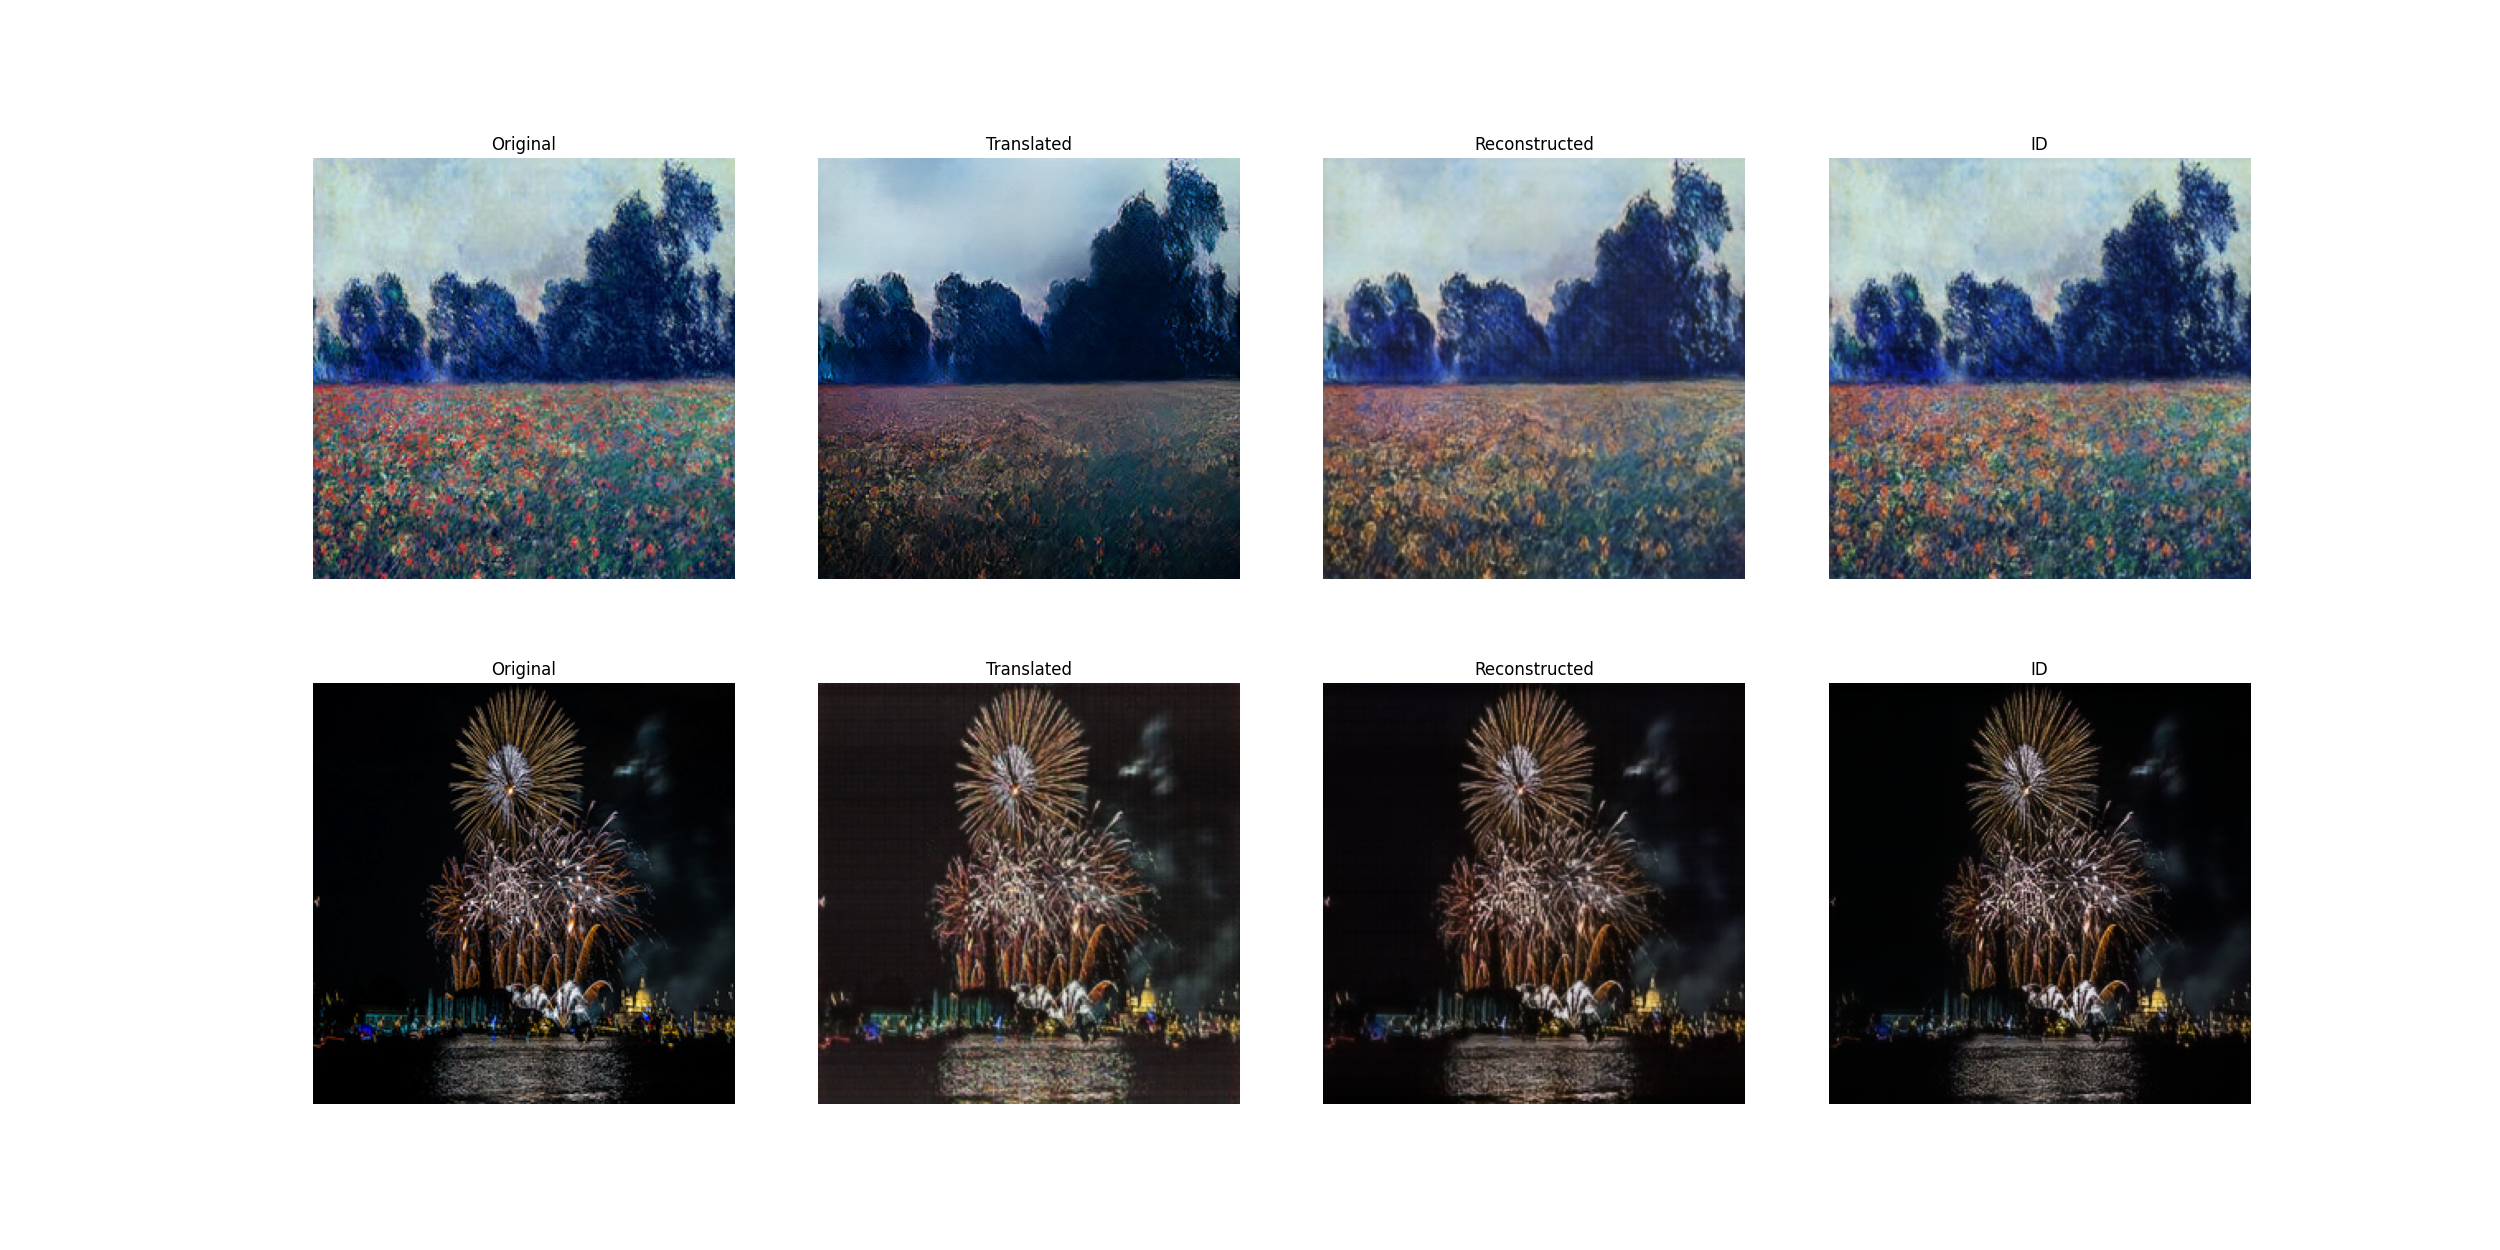 Original
Translated
Reconstructed
ID
Original
Translated
Reconstructed
ID